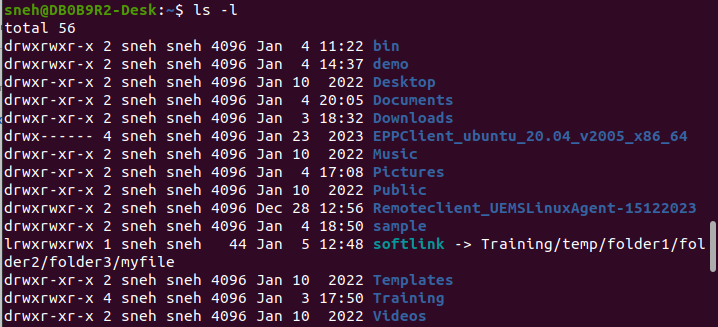 sneh@DB0B9R2-Desk:~$ ls -l
total 56
drwxrwxr-x 2 sneh sneh 4096 Jan  4 11:22 bin
drwxrwxr-x 2 sneh sneh 4096 Jan  4 14:37 demo
drwxr-xr-x 2 sneh sneh 4096 Jan 10  2022 Desktop
drwxr-xr-x 2 sneh sneh 4096 Jan  4 20:05 Documents
drwxr-xr-x 2 sneh sneh 4096 Jan  3 18:32 Downloads
drwx------ 4 sneh sneh 4096 Jan 23  2023 EPPClient_ubuntu_20.04_v2005_x86_64
drwxr-xr-x 2 sneh sneh 4096 Jan 10  2022 Music
drwxr-xr-x 2 sneh sneh 4096 Jan  4 17:08 Pictures
drwxr-xr-x 2 sneh sneh 4096 Jan 10  2022 Public
drwxrwxr-x 2 sneh sneh 4096 Dec 28 12:56 Remoteclient_UEMSLinuxAgent-15122023
drwxrwxr-x 2 sneh sneh 4096 Jan  4 18:50 sample
lrwxrwxrwx 1 sneh sneh   44 Jan  5 12:48 softlink -> Training/temp/folder1/fol
der2/folder3/myfile
drwxr-xr-x 2 sneh sneh 4096 Jan 10  2022 Templates
drwxrwxr-x 4 sneh sneh 4096 Jan  3 17:50 Training
drwxr-xr-x 2 sneh sneh 4096 Jan 10  2022 Videos